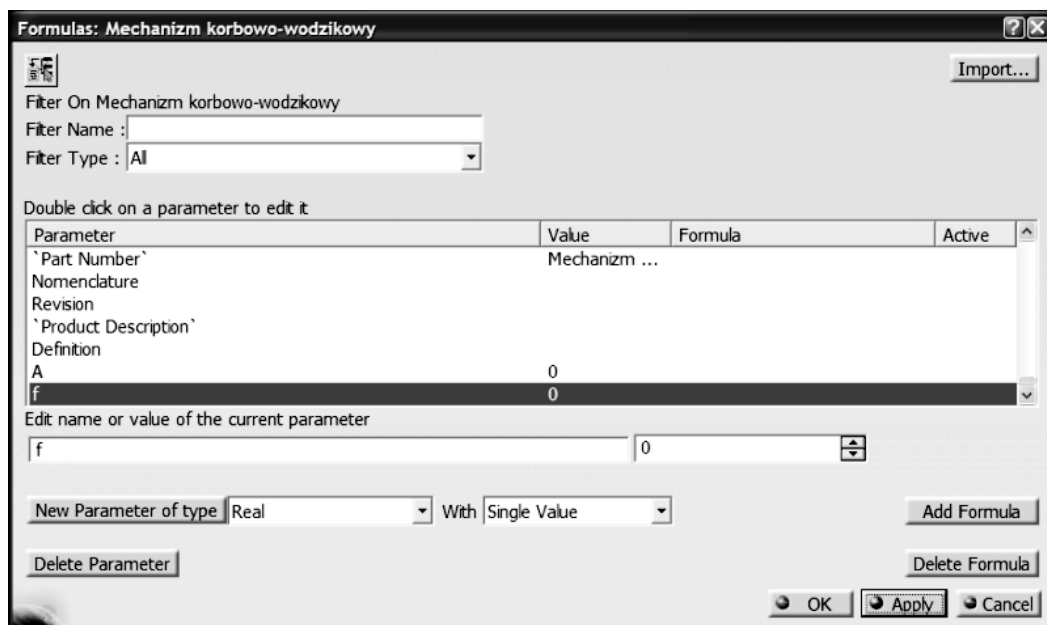 Formulas: Mechanizm korbowo-wodzikowy
Import...
Filter On Mechanizm korbowo-wodzikowy
Filter Name :
Filter Type : All
Double click on a parameter to edit it
Parameter Value Formula Active
`Part Number` Mechanizm ...
Nomenclature
Revision
`Product Description`
Definition
A 0
f 0
Edit name or value of the current parameter
f 0
New Parameter of type Real With Single Value Add Formula
Delete Parameter Delete Formula
OK Apply Cancel